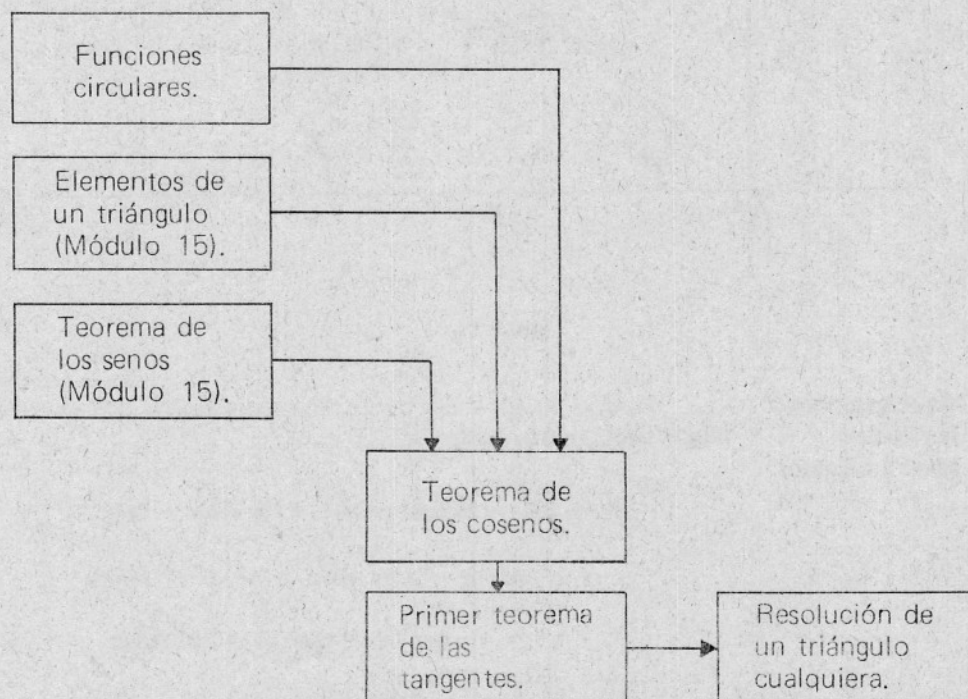 Funciones
circulares.
Elementos de
un triángulo
(Módulo 15).
Teorema de
los senos
(Módulo 15).
Teorema de
los cosenos.
Primer teorema
de las
tangentes.
Resolución de
un triángulo
cualquiera.